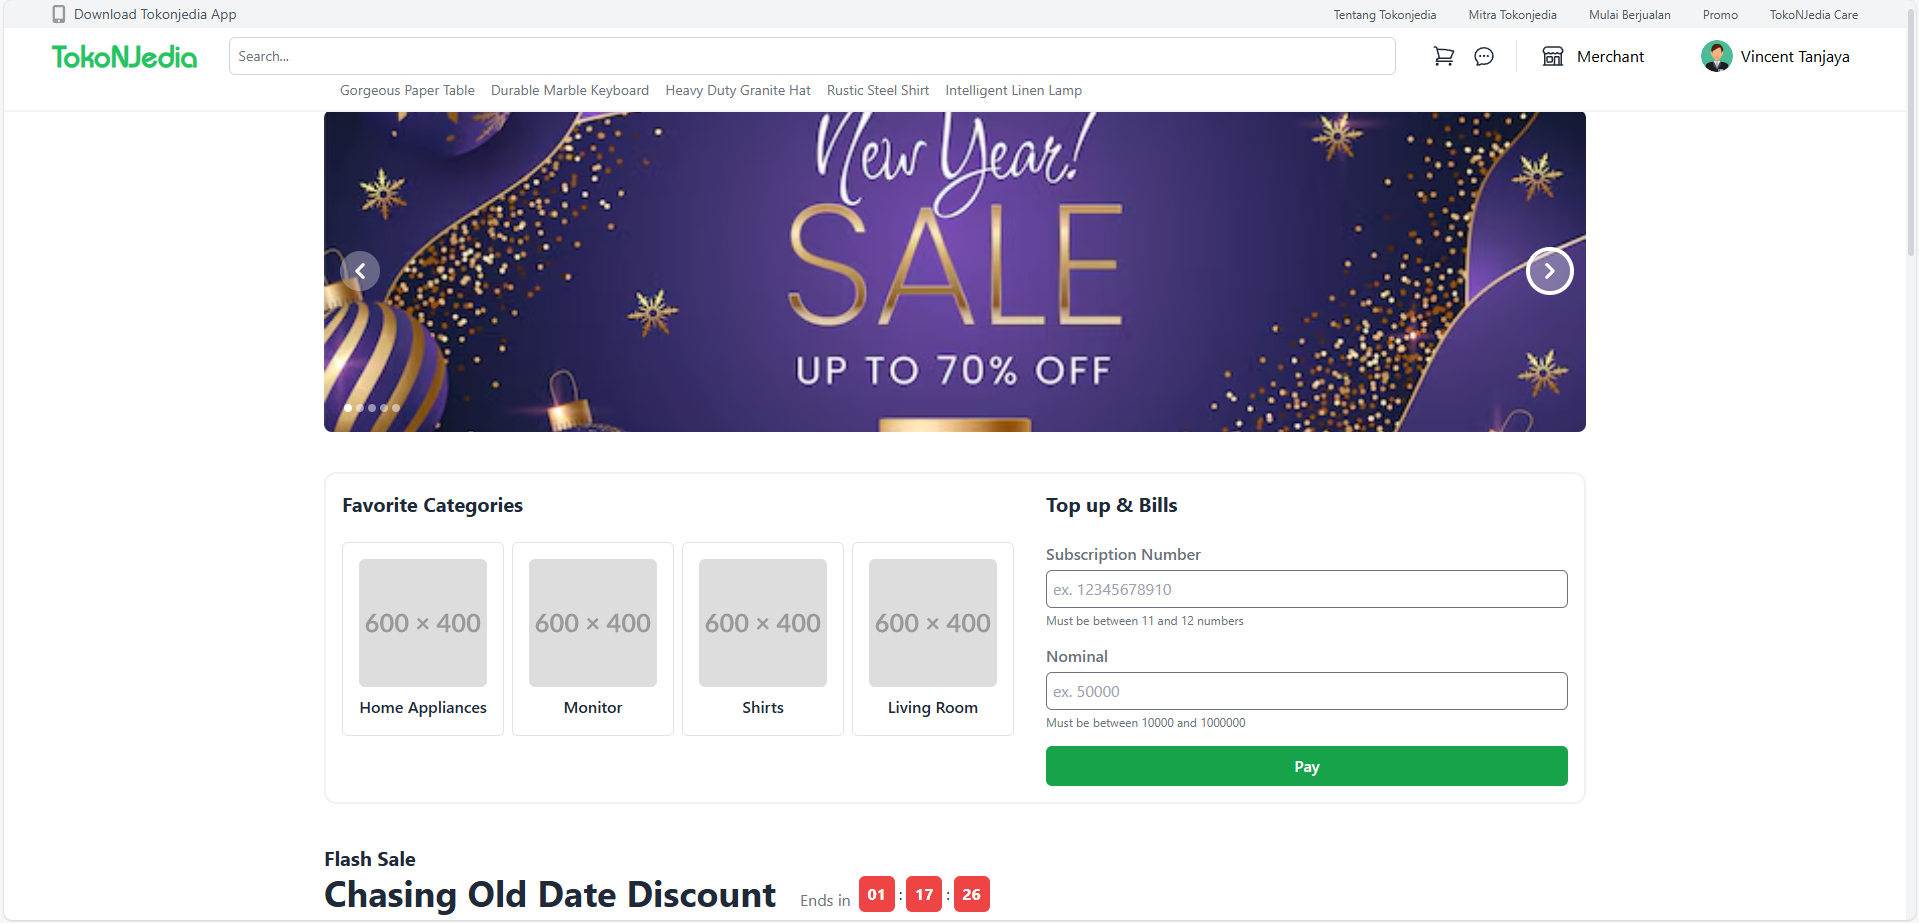 Download Tokonjedia App
Tentang Tokonjedia
Mitra Tokonjedia
Mulai Berjualan
Promo
TokoNJedia Care
TokoNJedia
Search...
Merchant
Vincent Tanjaya
Gorgeous Paper Table
Durable Marble Keyboard
Heavy Duty Granite Hat
Rustic Steel Shirt
Intelligent Linen Lamp
New Year!
SALE
UP TO 70% OFF
Favorite Categories
600 × 400
600 × 400
600 × 400
600 × 400
Home Appliances
Monitor
Shirts
Living Room
Top up & Bills
Subscription Number
ex. 12345678910
Must be between 11 and 12 numbers
Nominal
ex. 50000
Must be between 10000 and 1000000
Pay
Flash Sale
Chasing Old Date Discount
Ends in 01 : 17 : 26